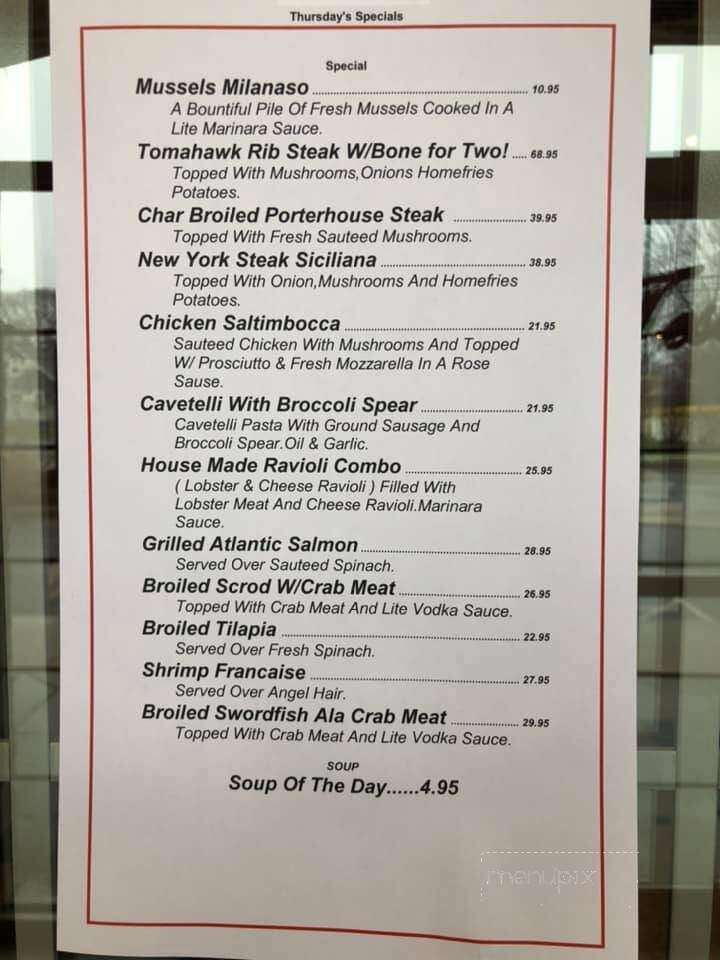 Thursday's Specials
Special
Mussels Milanaso 10.95
A Bountiful Pile Of Fresh Mussels Cooked In A
Lite Marinara Sauce.
Tomahawk Rib Steak W/Bone for Two! ..... 68.95
Topped With Mushrooms,Onions Homefries
Potatoes.
Char Broiled Porterhouse Steak 39.95
Topped With Fresh Sauteed Mushrooms.
New York Steak Siciliana 38.95
Topped With Onion,Mushrooms And Homefries
Potatoes.
Chicken Saltimbocca 21.95
Sauteed Chicken With Mushrooms And Topped
W/ Prosciutto & Fresh Mozzarella In A Rose
Sause.
Cavetelli With Broccoli Spear 21.95
Cavetelli Pasta With Ground Sausage And
Broccoli Spear.Oil & Garlic.
House Made Ravioli Combo 25.95
( Lobster & Cheese Ravioli ) Filled With
Lobster Meat And Cheese Ravioli.Marinara
Sauce.
Grilled Atlantic Salmon 28.95
Served Over Sauteed Spinach.
Broiled Scrod W/Crab Meat 26.95
Topped With Crab Meat And Lite Vodka Sauce.
Broiled Tilapia 22.95
Served Over Fresh Spinach.
Shrimp Francaise 27.95
Served Over Angel Hair.
Broiled Swordfish Ala Crab Meat 29.95
Topped With Crab Meat And Lite Vodka Sauce.
SOUP
Soup Of The Day......4.95
menupix